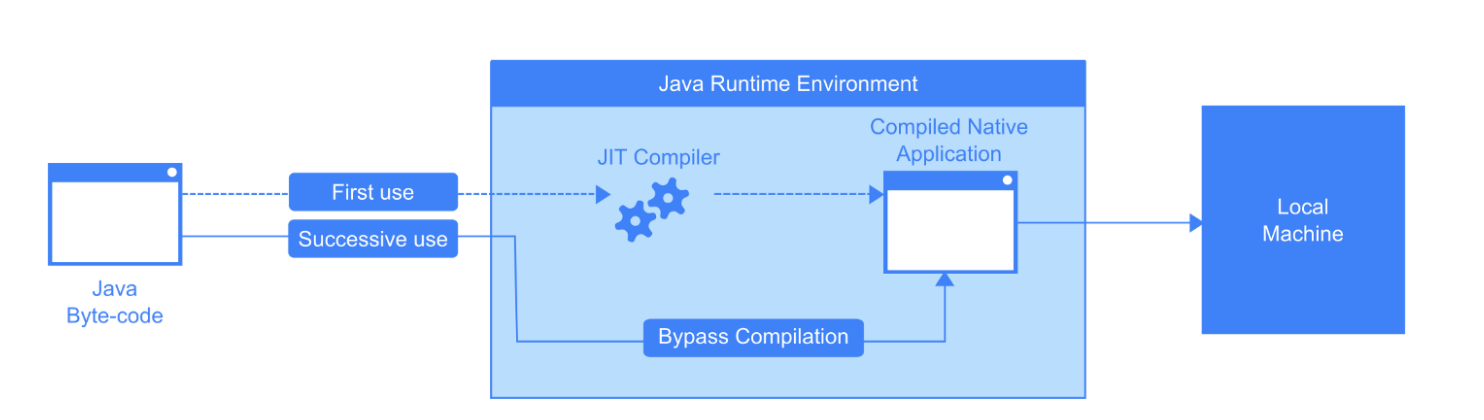 Java Runtime Environment
Compiled Native
Application
JIT Compiler
First use
Successive use
Java
Byte-code
Bypass Compilation
Local
Machine